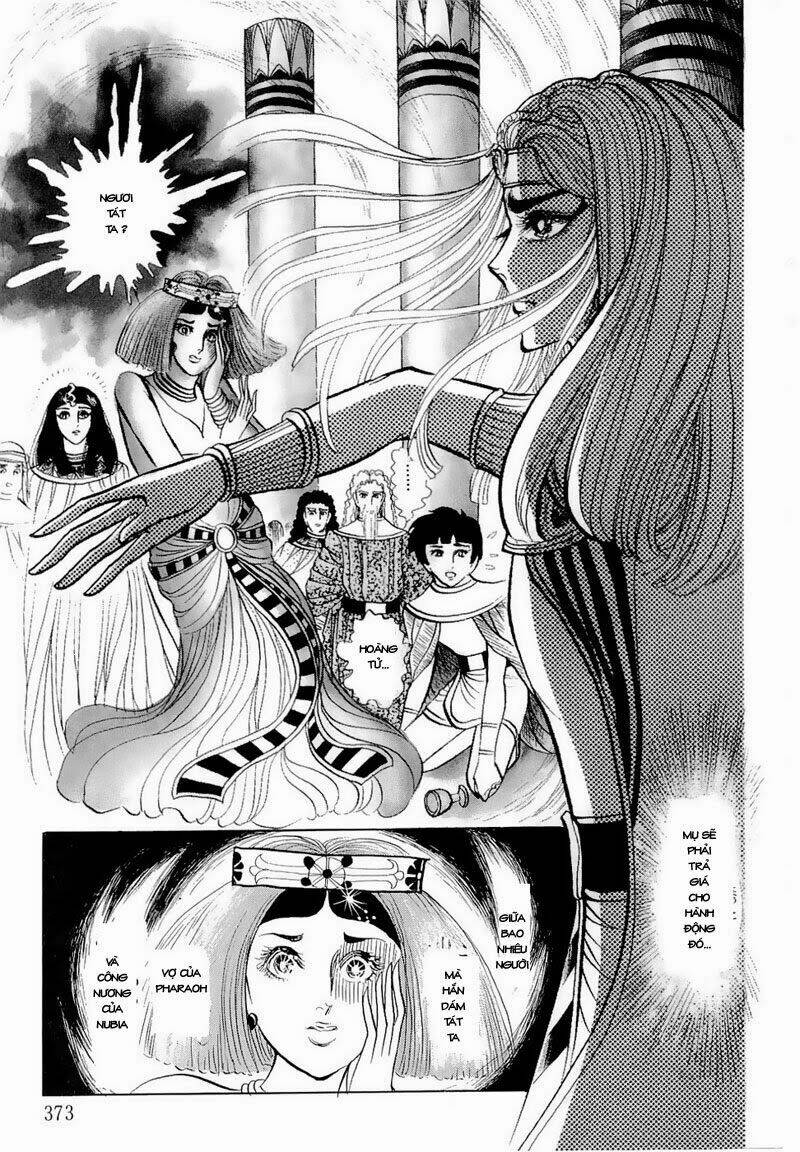 NGƯƠI
TÁT
TA ?
.....
HOÀNG
TỬ...
MỤ SẼ
PHẢI
TRẢ
GIÁ
CHO
HÀNH
ĐỘNG
ĐÓ...
GIỮA
BAO
NHIÊU
NGƯỜI
MÀ
HẮN
DÁM
TÁT
TA
VỢ CỦA
PHARAOH
VÀ
CÔNG
NƯƠNG
CỦA
NUBIA
373